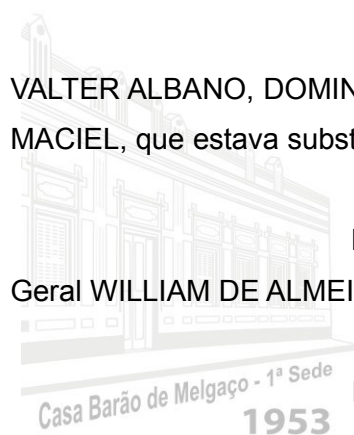 VALTER ALBANO, DOMIN
MACIEL, que estava subst
Geral WILLIAM DE ALMEI
Casa Barão de Melgaço - 1ª Sede
1953